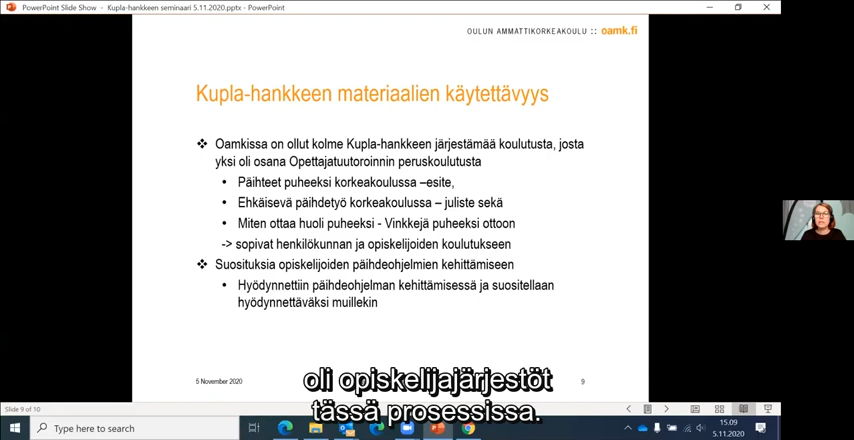 PowerPoint Slide Show - Kupla-hankkeen seminaari 5.11.2020.pptx - PowerPoint
OULUN AMMATTIKORKEAKOULU :: oamk.fi
Kupla-hankkeen materiaalien käytettävyys
❖ Oamkissa on ollut kolme Kupla-hankkeen järjestämää koulutusta, josta
yksi oli osana Opettajatuutoroinnin peruskoulutusta
• Päihteet puheeksi korkeakoulussa –esite,
• Ehkäisevä päihdetyö korkeakoulussa – juliste sekä
• Miten ottaa huoli puheeksi - Vinkkejä puheeksi ottoon
-> sopivat henkilökunnan ja opiskelijoiden koulutukseen
❖ Suosituksia opiskelijoiden päihdeohjelmien kehittämiseen
• Hyödynnettiin päihdeohjelman kehittämisessä ja suositellaan
hyödynnettäväksi muillekin
5 November 2020
9
oli opiskelijajärjestöt
tässä prosessissa.
Slide 9 of 10
Type here to search
15.09
5.11.2020